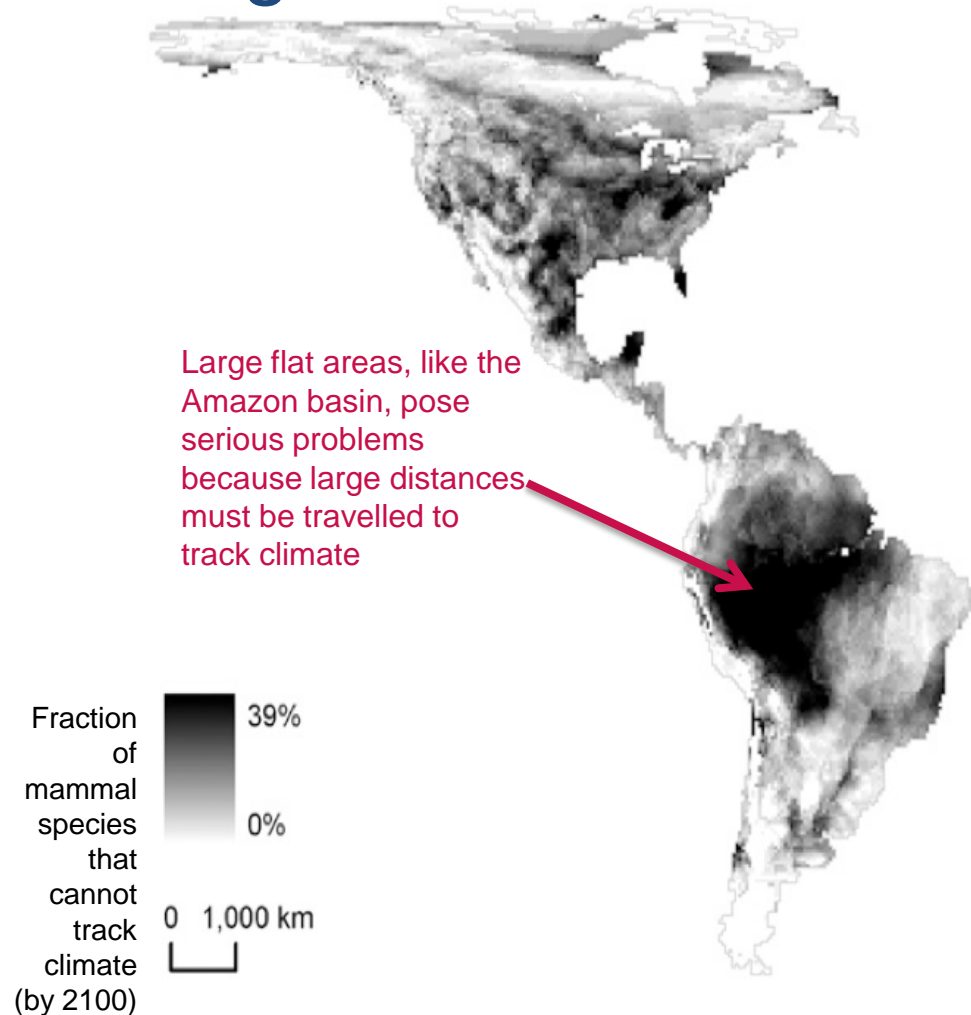 Large flat areas, like the
Amazon basin, pose
serious problems
because large distances
must be travelled to
track climate
Fraction
of
mammal
species
that
cannot
track
climate
(by 2100)
39%
0%
0 1,000 km